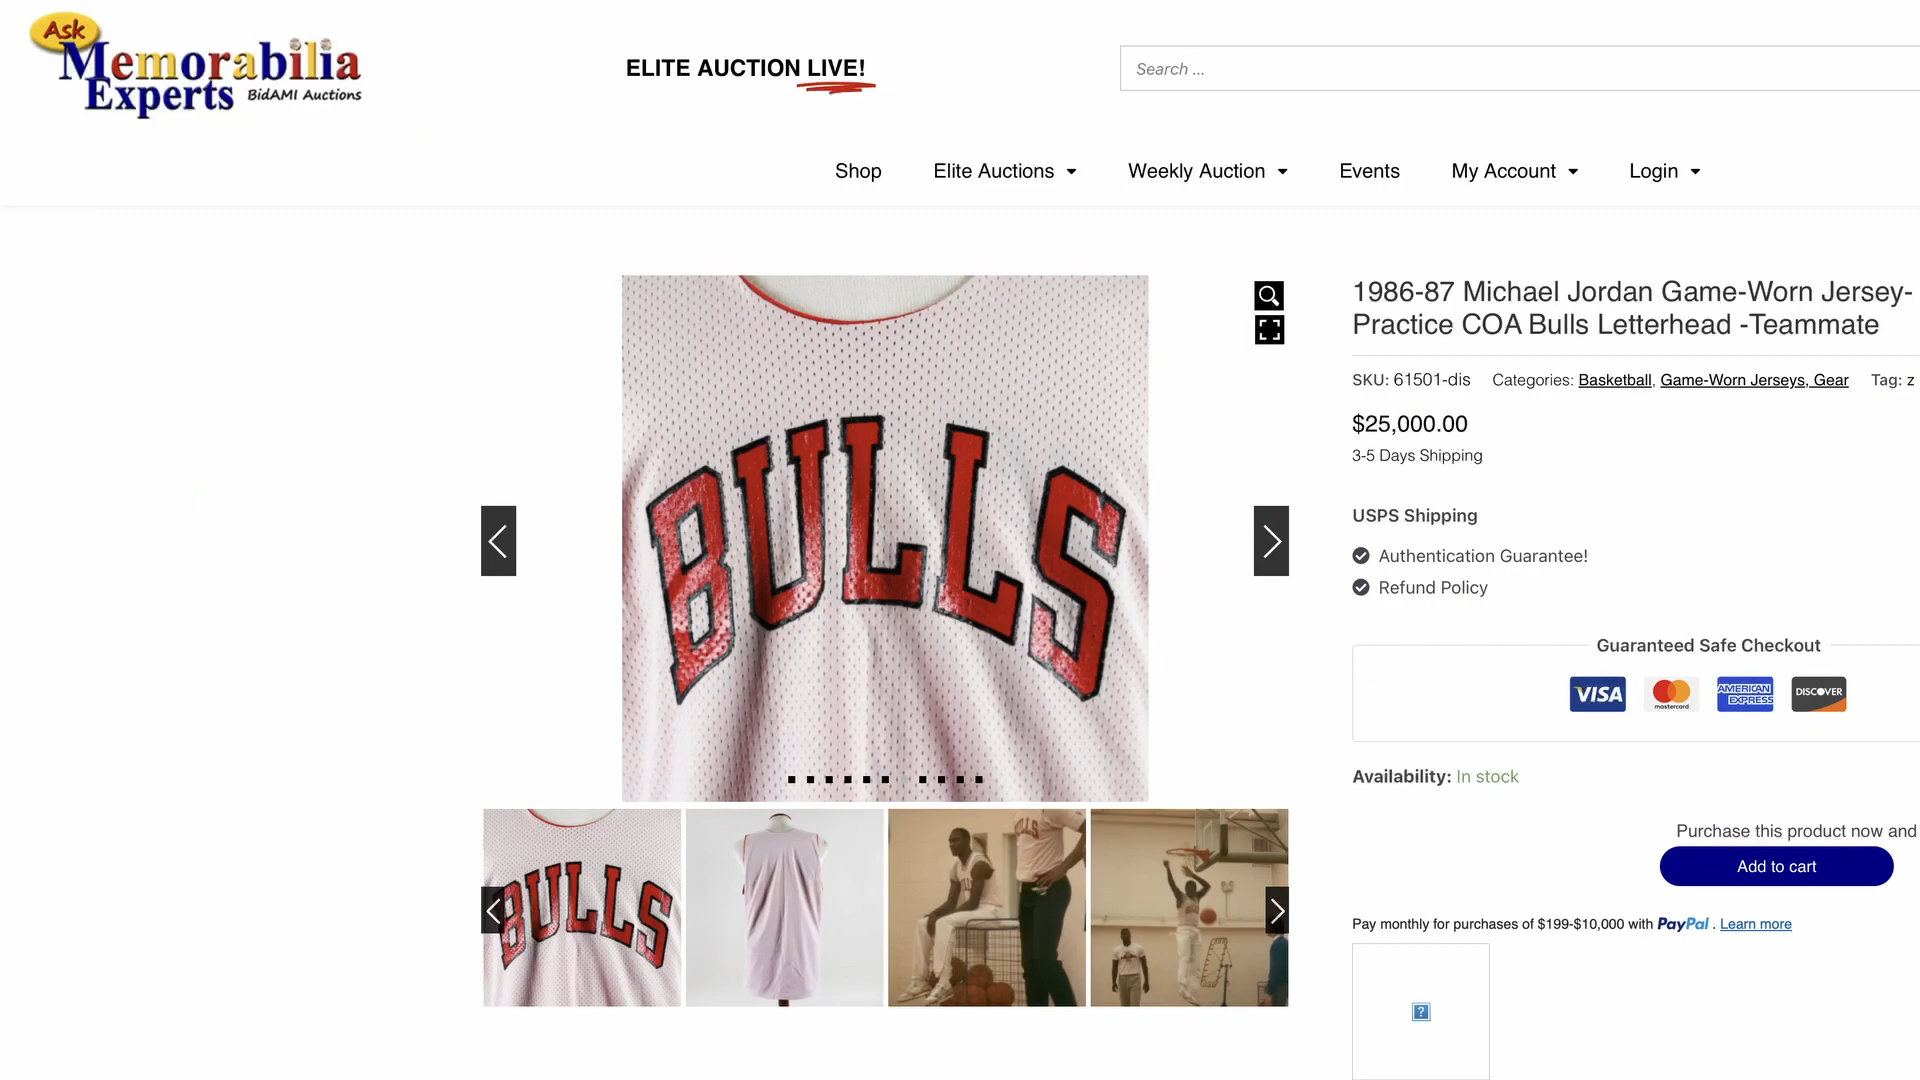 Ask
Memorabilia
Experts BidAMI Auctions
ELITE AUCTION LIVE!
Search ...
Shop Elite Auctions Weekly Auction Events My Account Login
1986-87 Michael Jordan Game-Worn Jersey-
Practice COA Bulls Letterhead -Teammate
SKU: 61501-dis Categories: Basketball, Game-Worn Jerseys, Gear Tag: z
$25,000.00
3-5 Days Shipping
BULLS
USPS Shipping
Authentication Guarantee!
Refund Policy
Guaranteed Safe Checkout
VISA mastercard AMERICAN EXPRESS DISCOVER
Availability: In stock
Purchase this product now and
Add to cart
BULLS
Pay monthly for purchases of $199-$10,000 with PayPal. Learn more
?